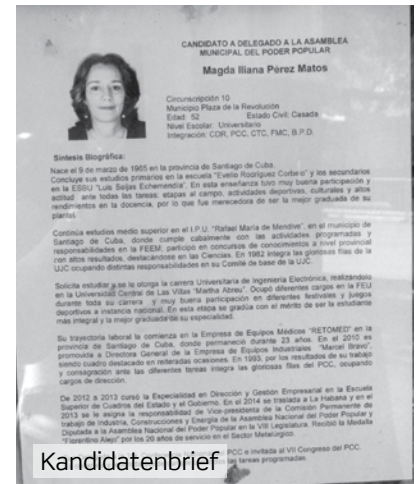 CANDIDATO A DELEGADO A LA ASAMBLEA
MUNICIPAL DEL PODER POPULAR
Magda Iliana Pérez Matos
Circunscripción 10
Municipio Plaza de la Revolución
Edad: 52 Estado Civil: Casada
Nivel Escolar: Universitario
Integración: CDR, PCC, CTC, FMC, B.P.D.
Síntesis Biográfica:
Nace el 9 de marzo de 1965 en la provincia de Santiago de Cuba.
Concluye sus estudios primarios en la escuela "Evelio Rodríguez Corbeio" y los secundarios
en la ESSU "Luis Seijas Echemendía". En esta enseñanza tuvo muy buena participación y
actitud ante todas las tareas: etapas al campo, actividades deportivas, culturales y altos
rendimientos en la docencia, por lo que fue merecedora de ser la mejor graduada de su
plantel.
Continúa estudios medio superior en el I.P.U. "Rafael María de Mendive", en el municipio de
Santiago de Cuba, donde cumple cabalmente con las actividades programadas y
responsabilidades en la FEEM, participó en concursos de conocimientos a nivel provincial
con altos resultados, destacándose en las Ciencias. En 1982 integra las gloriosas filas de la
UJC ocupando distintas responsabilidades en su Comité de base de la UJC.
Solicita estudiar y se le otorga la carrera Universitaria de Ingeniería Electrónica, realizándolo
en la Universidad Central de Las Villas "Martha Abreu". Ocupó diferentes cargos en la FEU
durante toda su carrera y muy buena participación en diferentes festivales y juegos
deportivos a instancia nacional. En esta etapa se gradúa con el mérito de ser la estudiante
más integral y la mejor graduada de su especialidad.
Su trayectoria laboral la comienza en la Empresa de Equipos Médicos "RETOMED" en la
provincia de Santiago de Cuba, donde permaneció durante 23 años. En el 2010 es
promovida a Directora General de la Empresa de Equipos Industriales "Marcel Bravo",
siendo cuadro destacado en reiteradas ocasiones. En 1993, por los resultados de su trabajo
y consagración ante las diferentes tareas integra las gloriosas filas del PCC, ocupando
cargos de dirección.
De 2012 a 2013 cursó la Especialidad en Dirección y Gestión Empresarial en la Escuela
Superior de Cuadros del Estado y el Gobierno. En el 2014 se traslada a La Habana y en el
2013 se le asigna la responsabilidad de Vice-presidenta de la Comisión Permanente de
trabajo de Industria, Construcciones y Energía de la Asamblea Nacional del Poder Popular y
Diputada a la Asamblea Nacional del Poder Popular en la VIII Legislatura. Recibió la Medalla
"Florentino Alejo" por los 20 años de servicio en el Sector Metalúrgico.
PCC e invitada al VII Congreso del PCC.
las tareas programadas.
Kandidatenbrief